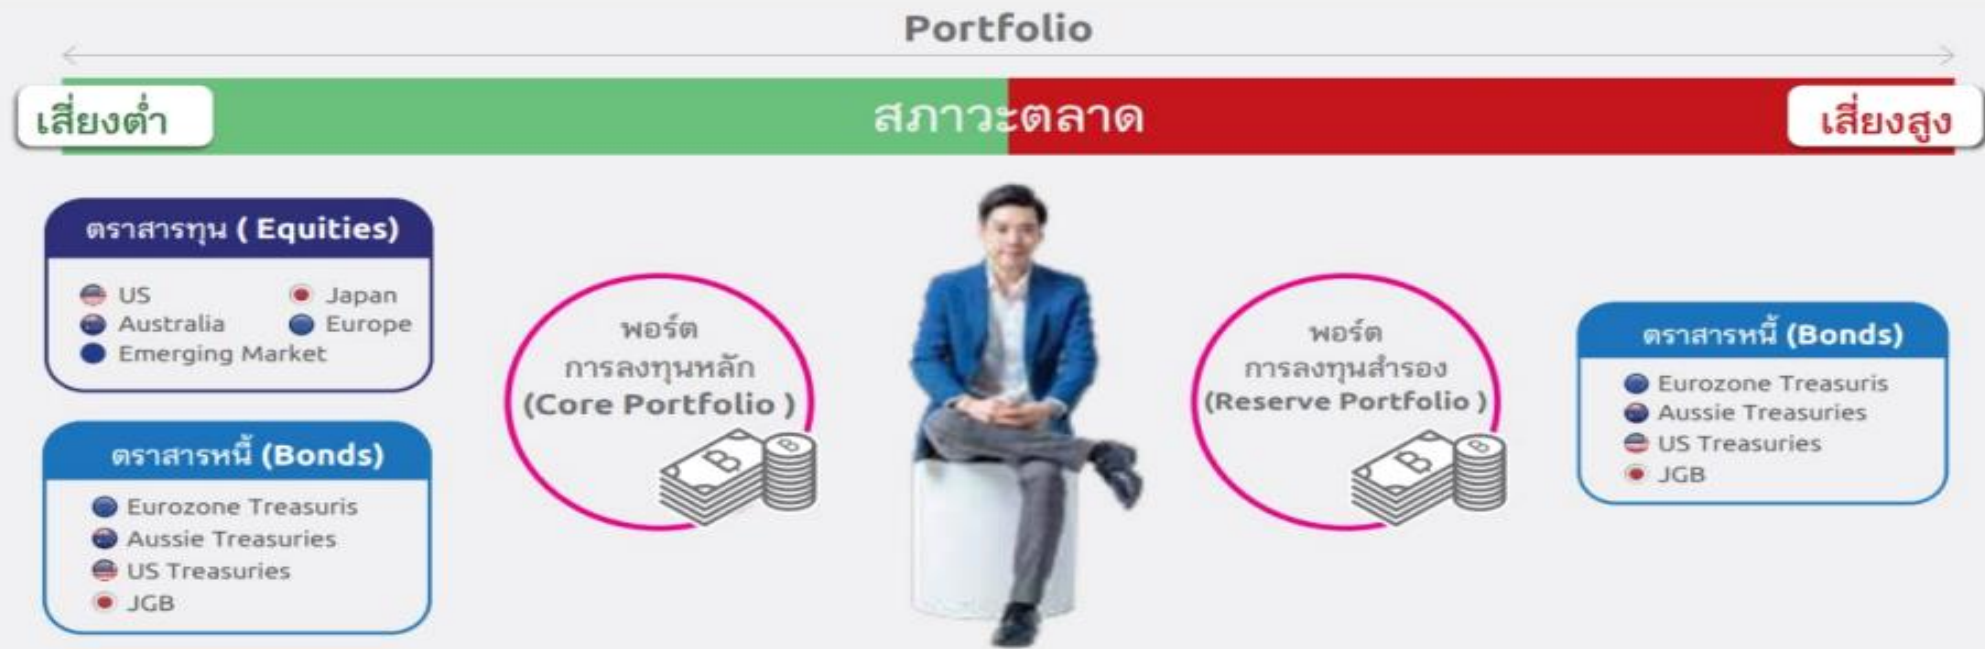 Portfolio
เสี่ยงต่ำ
สภาวะตลาด
เสี่ยงสูง
ตราสารทุน ( Equities)
US
Japan
Australia
Europe
Emerging Market
ตราสารหนี้ (Bonds)
Eurozone Treasuris
Aussie Treasuries
US Treasuries
JGB
พอร์ต
การลงทุนหลัก
(Core Portfolio )
B
B
พอร์ต
การลงทุนสำรอง
(Reserve Portfolio )
B
B
ตราสารหนี้ (Bonds)
Eurozone Treasuris
Aussie Treasuries
US Treasuries
JGB